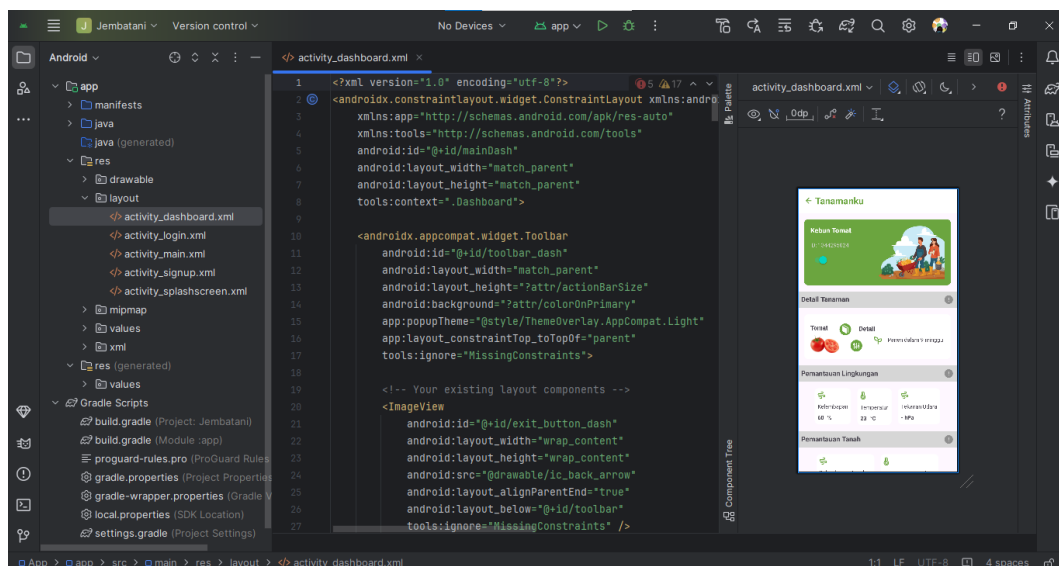 J Jembatani Version control No Devices app
Android
activity_dashboard.xml
app
manifests
java
java (generated)
res
drawable
layout
activity_dashboard.xml
activity_login.xml
activity_main.xml
activity_signup.xml
activity_splashscreen.xml
mipmap
values
xml
res (generated)
values
Gradle Scripts
build.gradle (Project: Jembatani)
build.gradle (Module :app)
proguard-rules.pro (ProGuard Rules
gradle.properties (Project Properties
gradle-wrapper.properties (Gradle V
local.properties (SDK Location)
settings.gradle (Project Settings)
5 17
1 <?xml version="1.0" encoding="utf-8"?>
2 <androidx.constraintlayout.widget.ConstraintLayout xmlns:andro
3 xmlns:app="http://schemas.android.com/apk/res-auto"
4 xmlns:tools="http://schemas.android.com/tools"
5 android:id="@+id/mainDash"
6 android:layout_width="match_parent"
7 android:layout_height="match_parent"
8 tools:context=".Dashboard">
9
10 <androidx.appcompat.widget.Toolbar
11 android:id="@+id/toolbar_dash"
12 android:layout_width="match_parent"
13 android:layout_height="?attr/actionBarSize"
14 android:background="?attr/colorOnPrimary"
15 app:popupTheme="@style/ThemeOverlay.AppCompat.Light"
16 app:layout_constraintTop_toTopOf="parent"
17 tools:ignore="MissingConstraints">
18
19 <!-- Your existing layout components -->
20 <ImageView
21 android:id="@+id/exit_button_dash"
22 android:layout_width="wrap_content"
23 android:layout_height="wrap_content"
24 android:src="@drawable/ic_back_arrow"
25 android:layout_alignParentEnd="true"
26 android:layout_below="@+id/toolbar"
27 tools:ignore="MissingConstraints" />
Palette
Component Tree
activity_dashboard.xml
0dp
Attributes
Tanamanku
Kebun Tomat
Detail Tanaman
Tomat Detail
Panen dalam minggu
Pemantauan Lingkungan
Kelembapan Temperatur Tekanan Udara
- hPa
Pemantauan Tanah
App > app > src > main > res > layout > activity_dashboard.xml
1:1 LF UTF-8 4 spaces